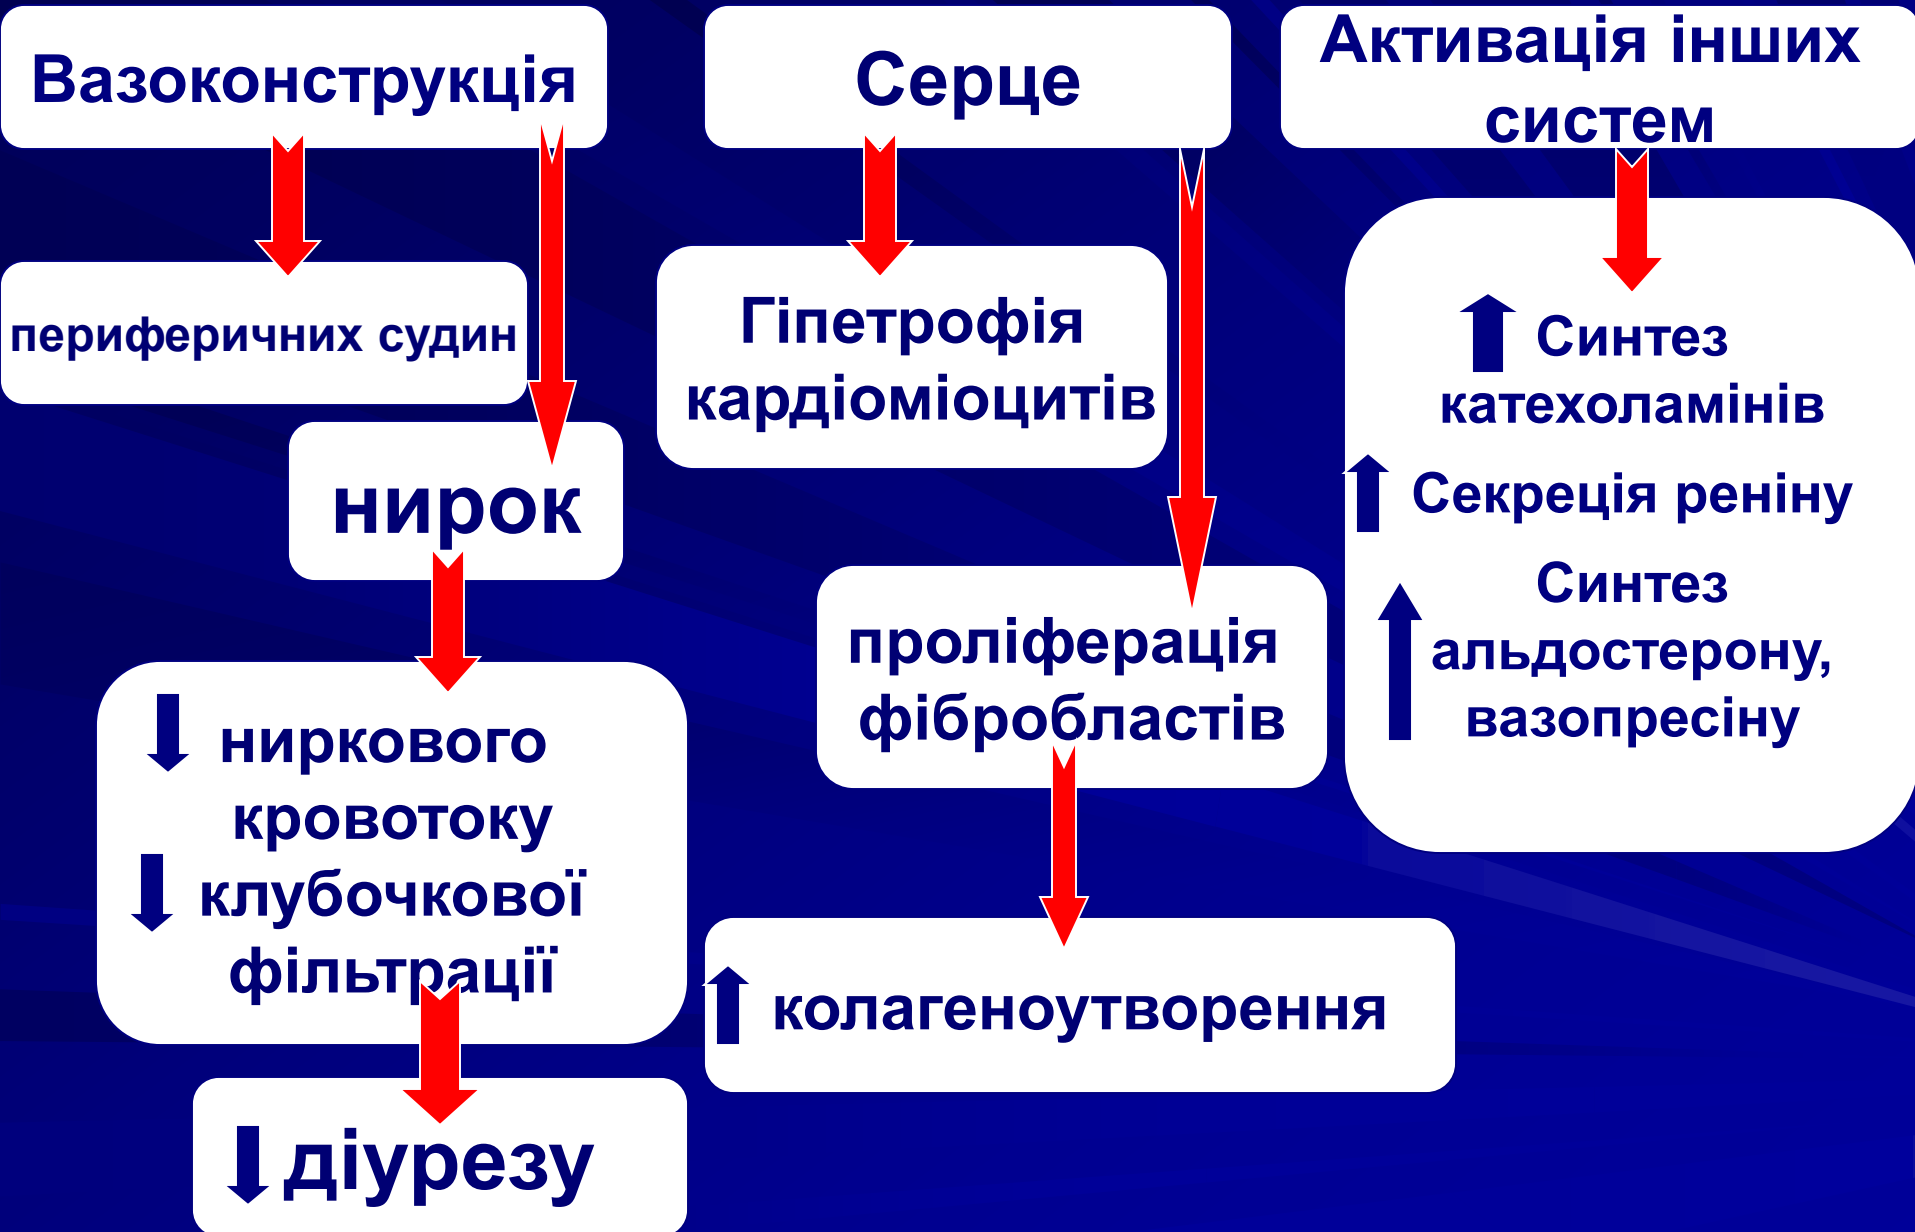 Вазоконструкція
периферичних судин
нирок
ниркового
кровотоку
клубочкової
фільтрації
діурезу
Серце
Гіпетрофія
кардіоміоцитів
проліферація
фібробластів
колагеноутворення
Активація інших
систем
Синтез
катехоламінів
Секреція реніну
Синтез
альдостерону,
вазопресіну